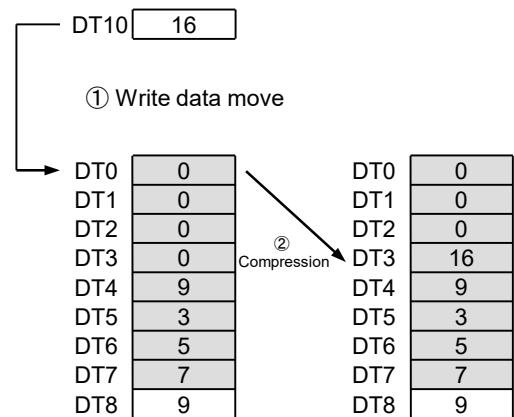 DT10 16
① Write data move
DT0 0 DT0 0
DT1 0 DT1 0
DT2 0 DT2 0
DT3 0 ② Compression DT3 16
DT4 9 DT4 9
DT5 3 DT5 3
DT6 5 DT6 5
DT7 7 DT7 7
DT8 9 DT8 9